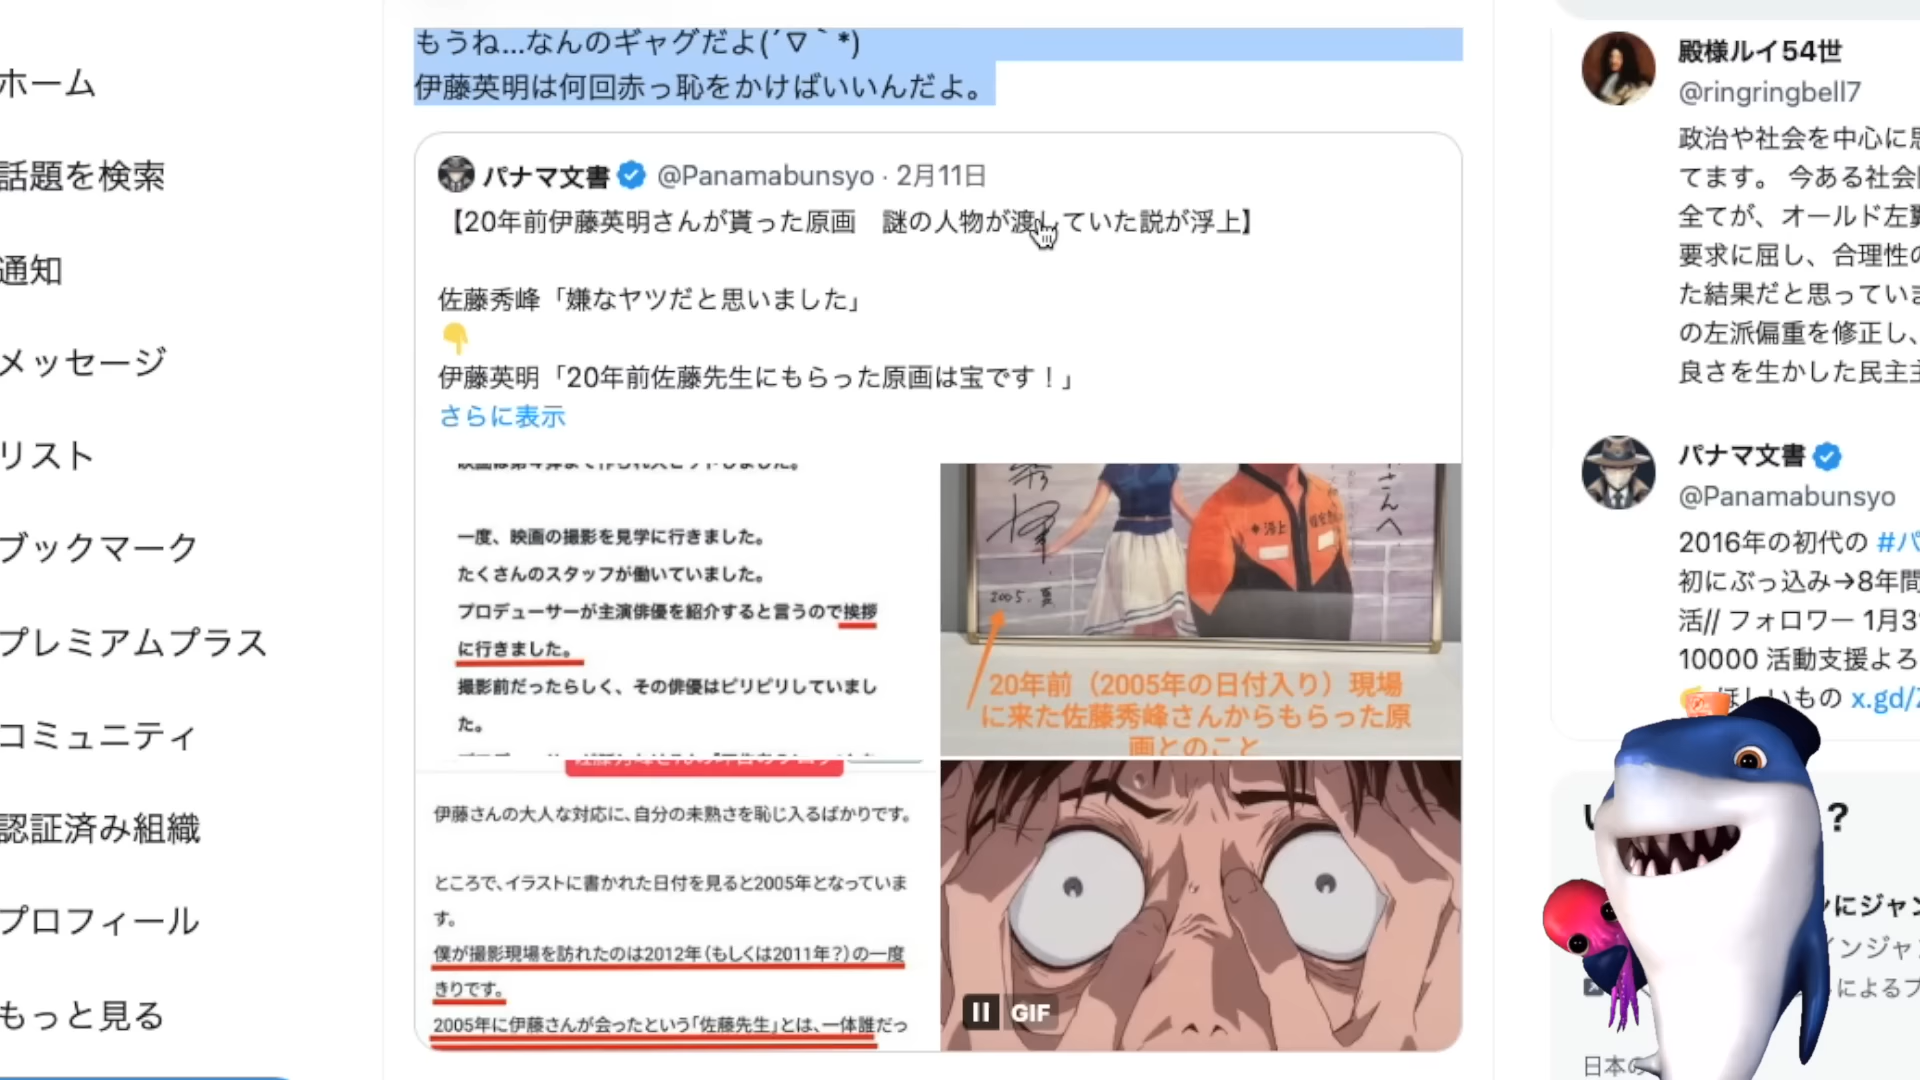 ホーム
話題を検索
通知
メッセージ
リスト
ブックマーク
プレミアムプラス
コミュニティ
認証済み組織
プロフィール
もっと見る
もうね...なんのギャグだよ(´∇｀*)
伊藤英明は何回赤っ恥をかけばいいんだよ。
パナマ文書 @Panamabunsyo · 2月11日
【20年前伊藤英明さんが貰った原画　謎の人物が渡していた説が浮上】
佐藤秀峰「嫌なヤツだと思いました」
👇
伊藤英明「20年前佐藤先生にもらった原画は宝です！」
さらに表示
一度、映画の撮影を見学に行きました。
たくさんのスタッフが働いていました。
プロデューサーが主演俳優を紹介すると言うので挨拶
に行きました。
撮影前だったらしく、その俳優はピリピリしていまし
た。
2005. 夏
20年前（2005年の日付入り）現場
に来た佐藤秀峰さんからもらった原
画とのこと
伊藤さんの大人な対応に、自分の未熟さを恥じ入るばかりです。
ところで、イラストに書かれた日付を見ると2005年となっていま
す。
僕が撮影現場を訪れたのは2012年（もしくは2011年？）の一度
きりです。
2005年に伊藤さんが会ったという「佐藤先生」とは、一体誰だっ
GIF
殿様ルイ54世
@ringringbell7
政治や社会を中心に思
てます。 今ある社会
全てが、オールド左翼
要求に屈し、合理性の
た結果だと思っていま
の左派偏重を修正し、
良さを生かした民主主
パナマ文書
@Panamabunsyo
2016年の初代の #パ
初にぶっ込み→8年間
活// フォロワー 1月3
10000 活動支援よろ
ほしいもの x.gd/
?
にジャン
インジャ
によるフ
日本の